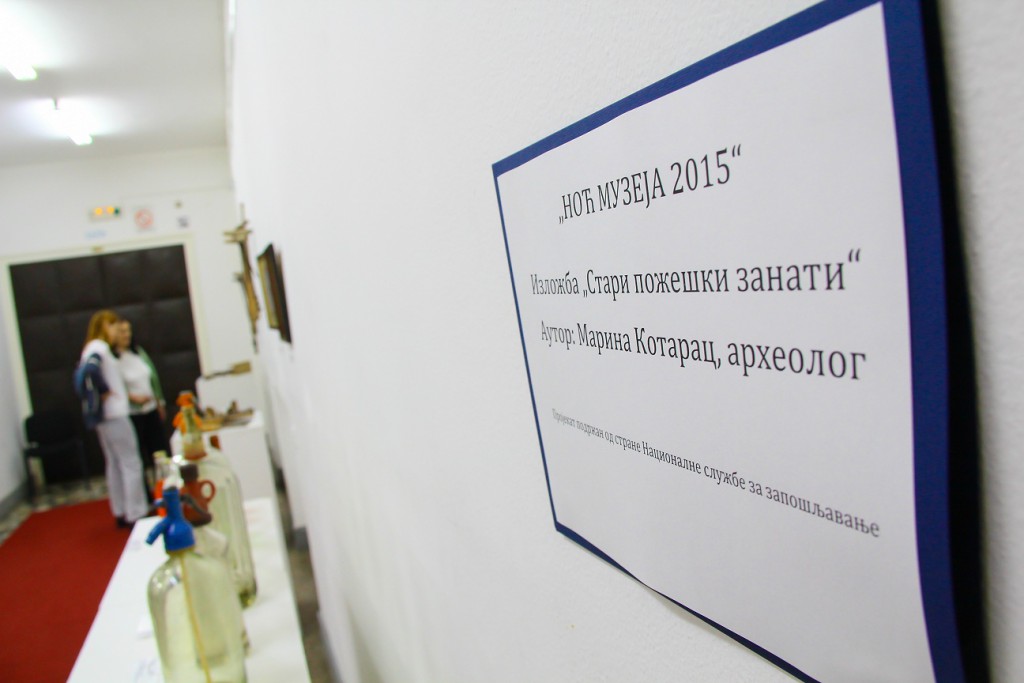 „НОЋ МУЗЕЈА 2015“
Изложба „Стари пожешки занати“
Аутор: Марина Котарац, археолог
Пројекат подржан од стране Националне службе за запошљавање